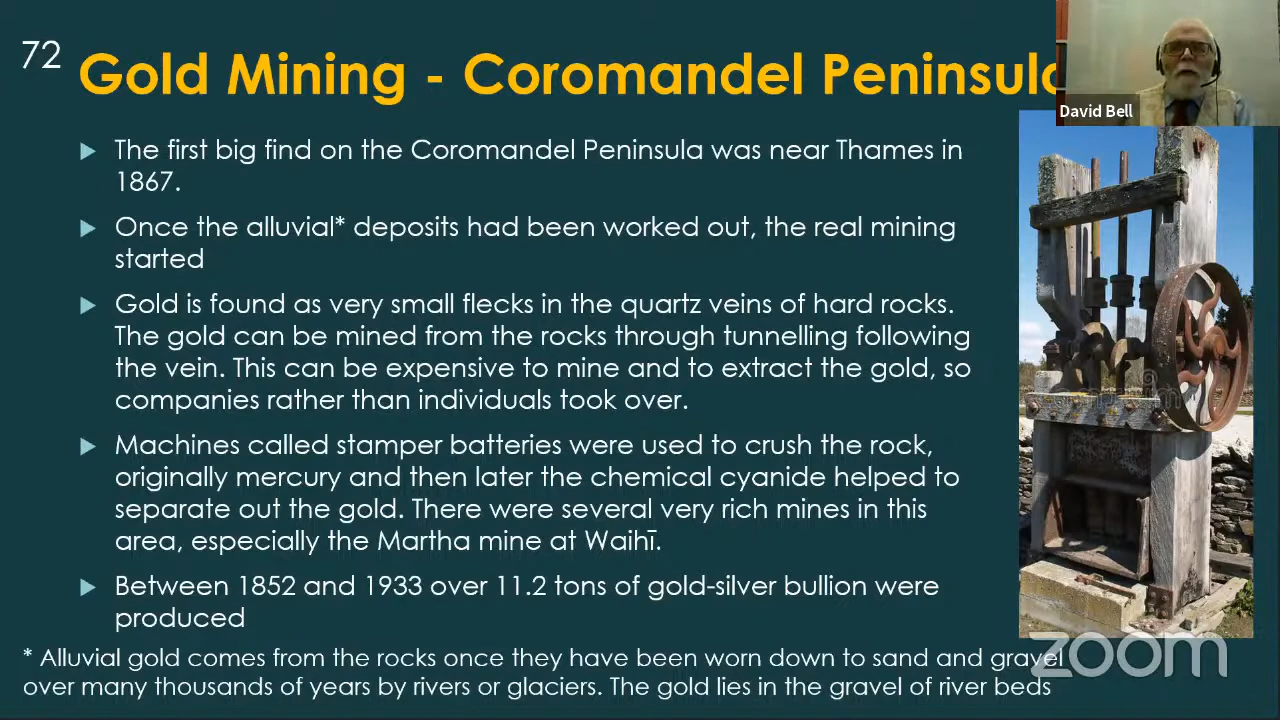 72
Gold Mining - Coromandel Peninsula
David Bell
The first big find on the Coromandel Peninsula was near Thames in
1867.
Once the alluvial* deposits had been worked out, the real mining
started
Gold is found as very small flecks in the quartz veins of hard rocks.
The gold can be mined from the rocks through tunnelling following
the vein. This can be expensive to mine and to extract the gold, so
companies rather than individuals took over.
Machines called stamper batteries were used to crush the rock,
originally mercury and then later the chemical cyanide helped to
separate out the gold. There were several very rich mines in this
area, especially the Martha mine at Waihī.
Between 1852 and 1933 over 11.2 tons of gold-silver bullion were
produced
* Alluvial gold comes from the rocks once they have been worn down to sand and gravel
over many thousands of years by rivers or glaciers. The gold lies in the gravel of river beds
zoom